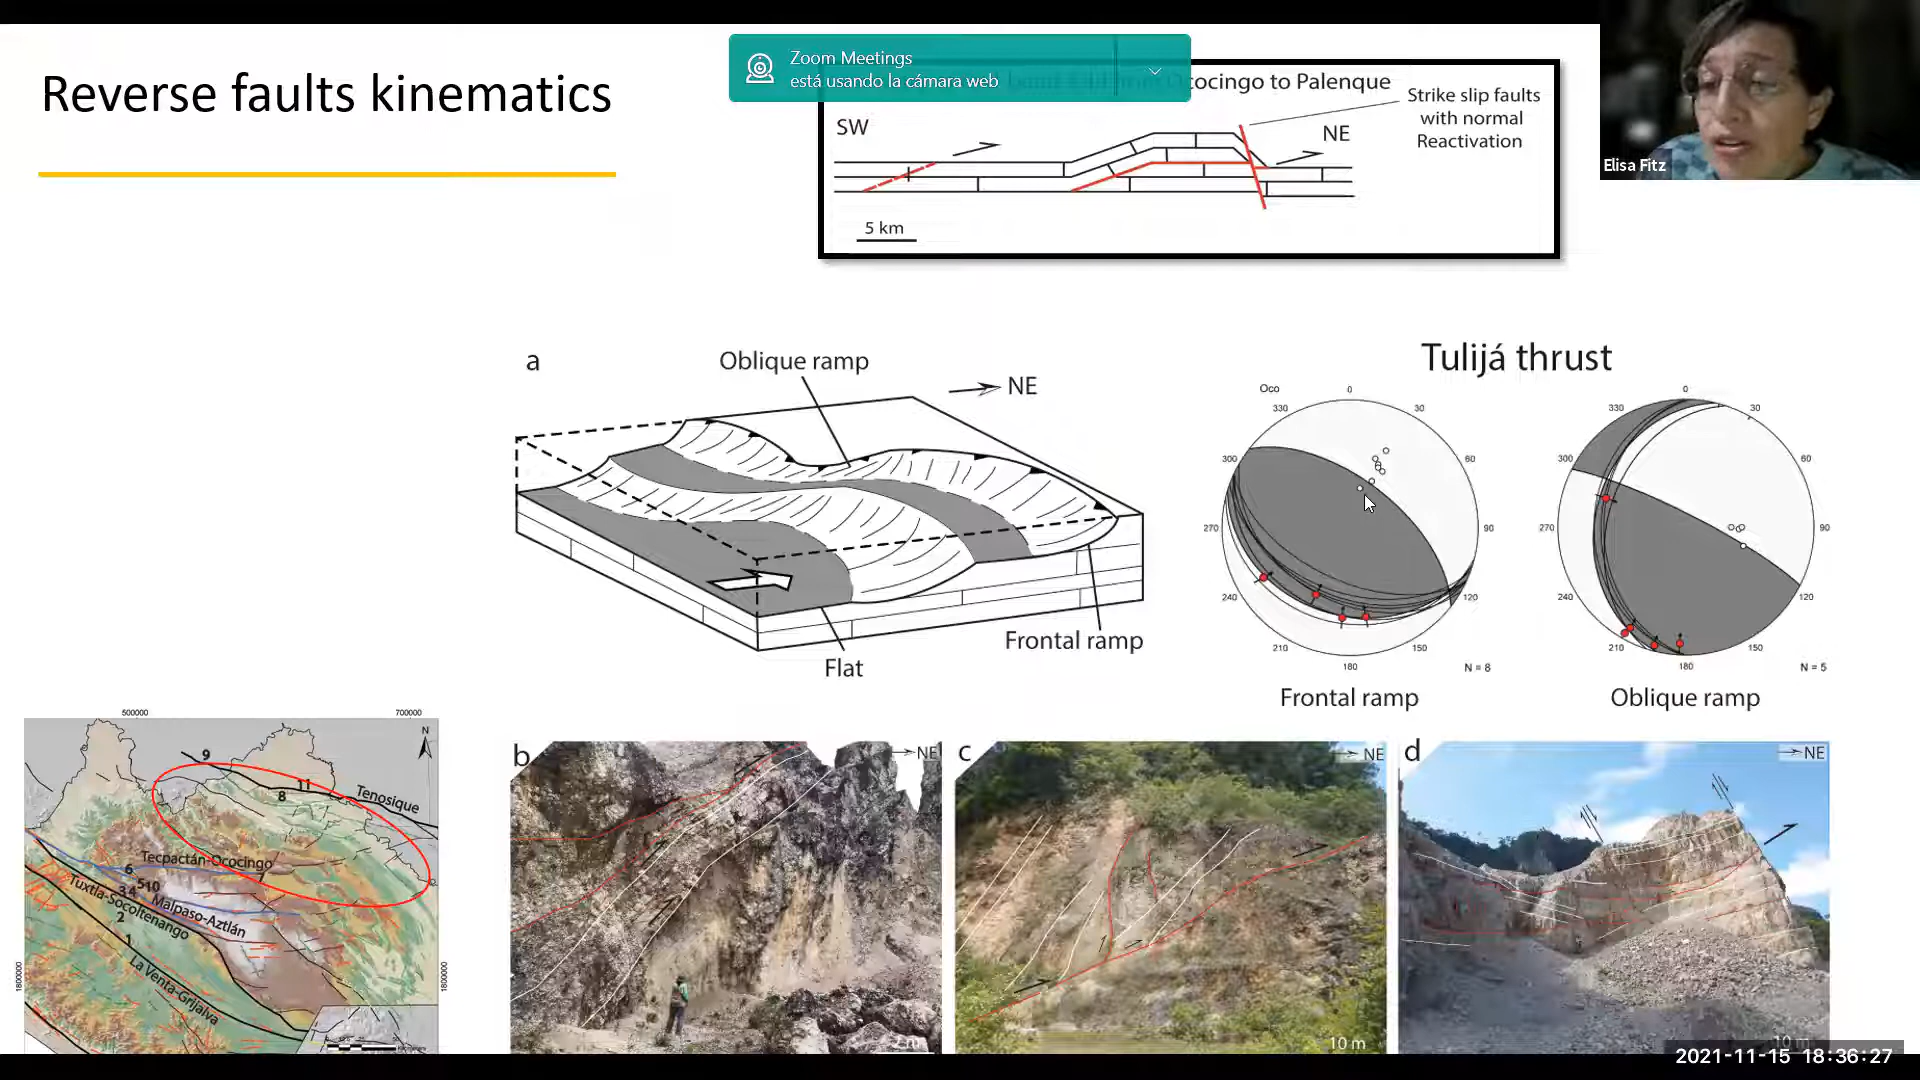 Reverse faults kinematics
Zoom Meetings
está usando la cámara web
Ococingo to Palenque
SW
NE
Strike slip faults
with normal
Reactivation
5 km
Elisa Fitz
a
Oblique ramp
NE
Flat
Frontal ramp
Tulijá thrust
Oco
0
30
60
90
120
150
180
210
240
270
300
330
N = 8
Frontal ramp
0
30
60
90
120
150
180
210
240
270
300
330
N = 5
Oblique ramp
500000
700000
N
9
11
8
Tenosique
Tecpactán-Ococingo
7
6
5
10
3
4
Malpaso-Aztlán
Tuxtla-Socoltenango
2
1
La Venta-Grijalva
1800000
1800000
b
NE
2 m
c
NE
10 m
d
NE
10 m
2021-11-15 18:36:27